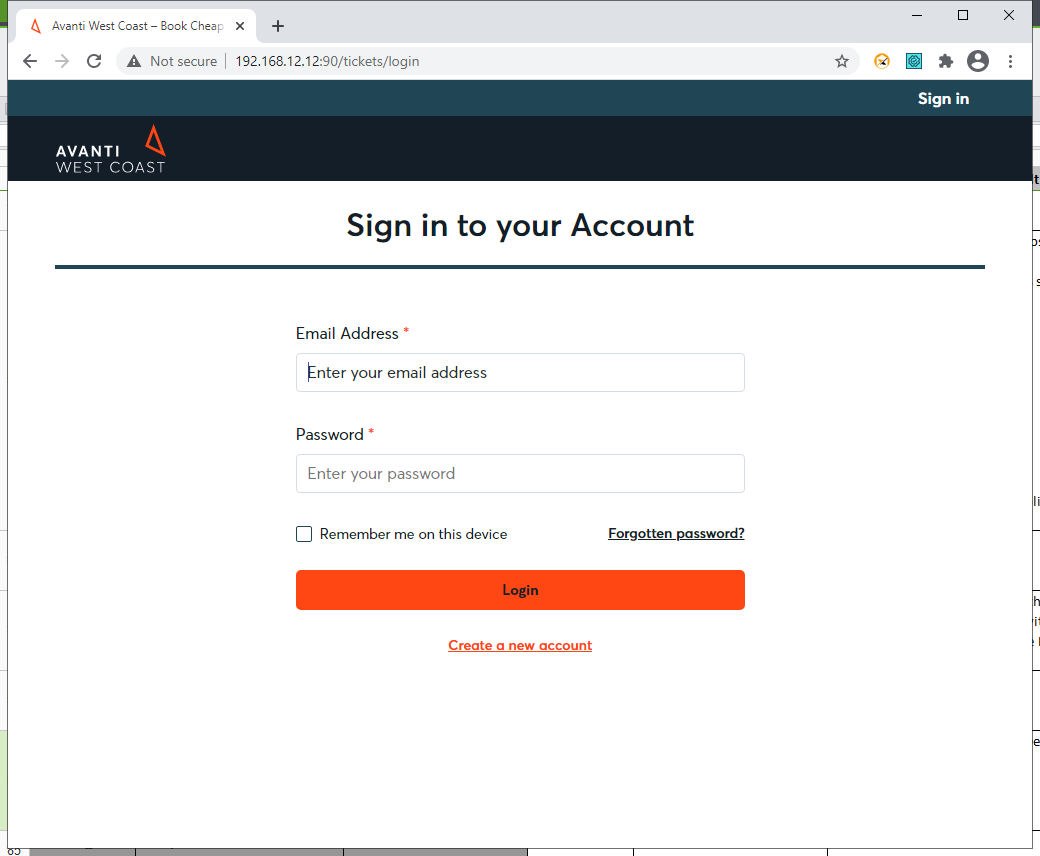 Avanti West Coast – Book Cheap
Not secure
192.168.12.12:90/tickets/login
Sign in
AVANTI
WEST COAST
Sign in to your Account
Email Address *
Enter your email address
Password *
Enter your password
Remember me on this device
Forgotten password?
Login
Create a new account